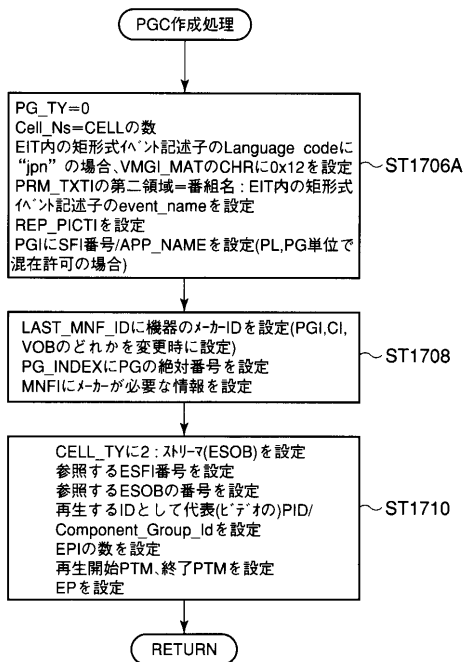 PGC作成処理
PG_TY=0
Cell_Ns=CELLの数
EIT内の矩形式ｲﾍﾞﾝﾄ記述子のLanguage codeに
“jpn”の場合、VMGI_MATのCHRに0x12を設定
PRM_TXTIの第二領域=番組名:EIT内の矩形式
ｲﾍﾞﾝﾄ記述子のevent_nameを設定
REP_PICTIを設定
PGIにSFI番号/APP_NAMEを設定(PL,PG単位で
混在許可の場合)
ST1706A
LAST_MNF_IDに機器のﾒｰｶｰIDを設定(PGI,CI,
VOBのどれかを変更時に設定)
PG_INDEXにPGの絶対番号を設定
MNFIにﾒｰｶｰが必要な情報を設定
ST1708
CELL_TYに2:ｽﾄﾘｰﾏ(ESOB)を設定
参照するESFI番号を設定
参照するESOBの番号を設定
再生するIDとして代表(ﾋﾞﾃﾞｵの)PID/
Component_Group_Idを設定
EPIの数を設定
再生開始PTM、終了PTMを設定
EPを設定
ST1710
RETURN